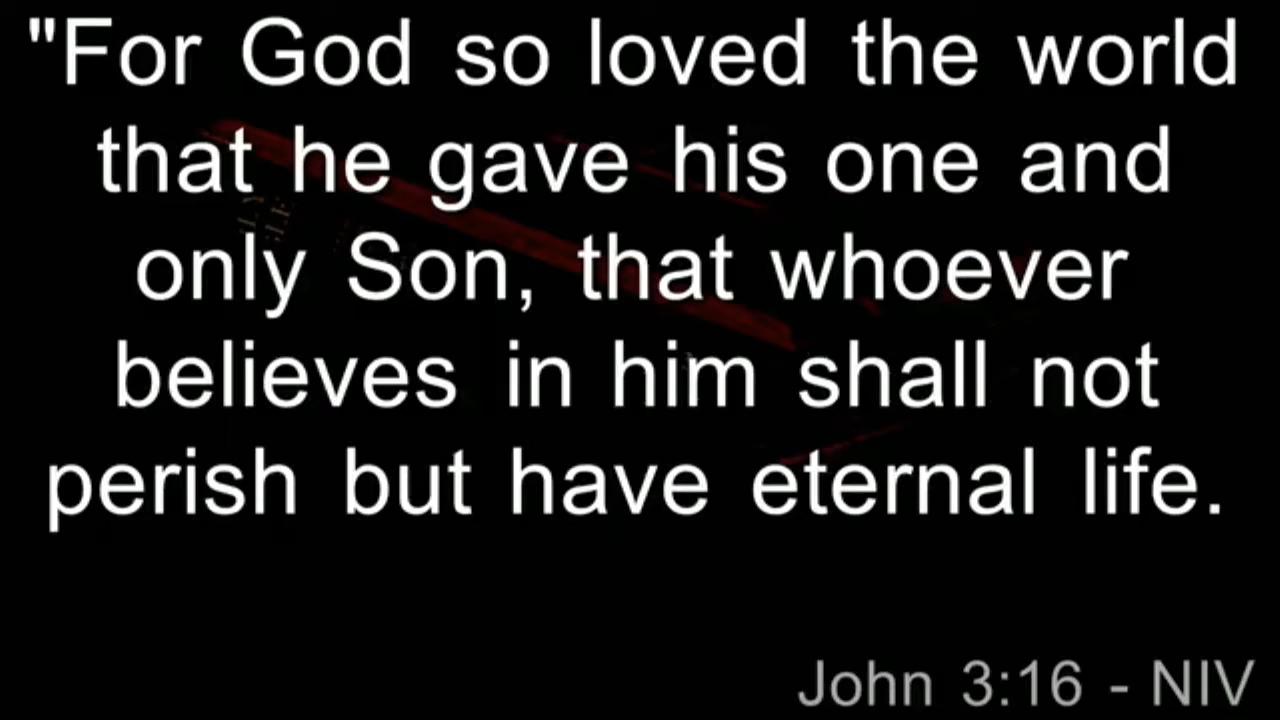 "For God so loved the world
that he gave his one and
only Son, that whoever
believes in him shall not
perish but have eternal life.
John 3:16 - NIV